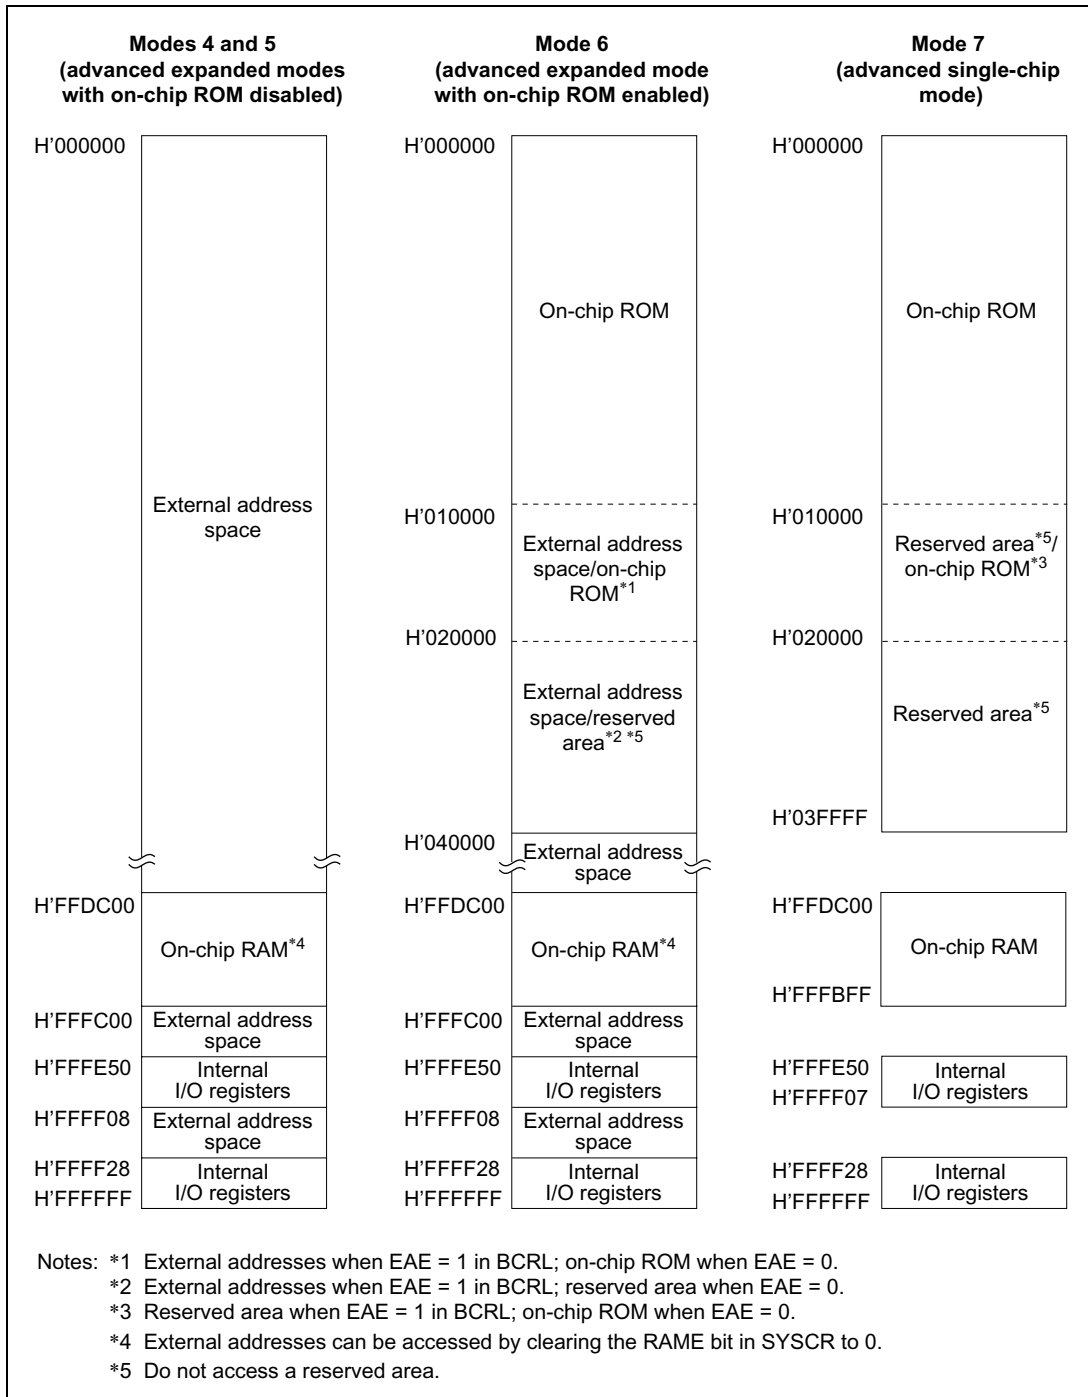 Modes 4 and 5
(advanced expanded modes
with on-chip ROM disabled)
H'000000
External address
space
H'FFDC00
On-chip RAM*4
H'FFFC00
External address
space
H'FFFE50
Internal
I/O registers
H'FFFF08
External address
space
H'FFFF28
Internal
I/O registers
H'FFFFFF
Mode 6
(advanced expanded mode
with on-chip ROM enabled)
H'000000
On-chip ROM
H'010000
External address
space/on-chip
ROM*1
H'020000
External address
space/reserved
area*2 *5
H'040000
External address
space
H'FFDC00
On-chip RAM*4
H'FFFC00
External address
space
H'FFFE50
Internal
I/O registers
H'FFFF08
External address
space
H'FFFF28
Internal
I/O registers
H'FFFFFF
Mode 7
(advanced single-chip
mode)
H'000000
On-chip ROM
H'010000
Reserved area*5/
on-chip ROM*3
H'020000
Reserved area*5
H'03FFFF
H'FFDC00
On-chip RAM
H'FFFBFF
H'FFFE50
Internal
I/O registers
H'FFFF07
H'FFFF28
Internal
I/O registers
H'FFFFFF
Notes: *1 External addresses when EAE = 1 in BCRL; on-chip ROM when EAE = 0.
*2 External addresses when EAE = 1 in BCRL; reserved area when EAE = 0.
*3 Reserved area when EAE = 1 in BCRL; on-chip ROM when EAE = 0.
*4 External addresses can be accessed by clearing the RAME bit in SYSCR to 0.
*5 Do not access a reserved area.